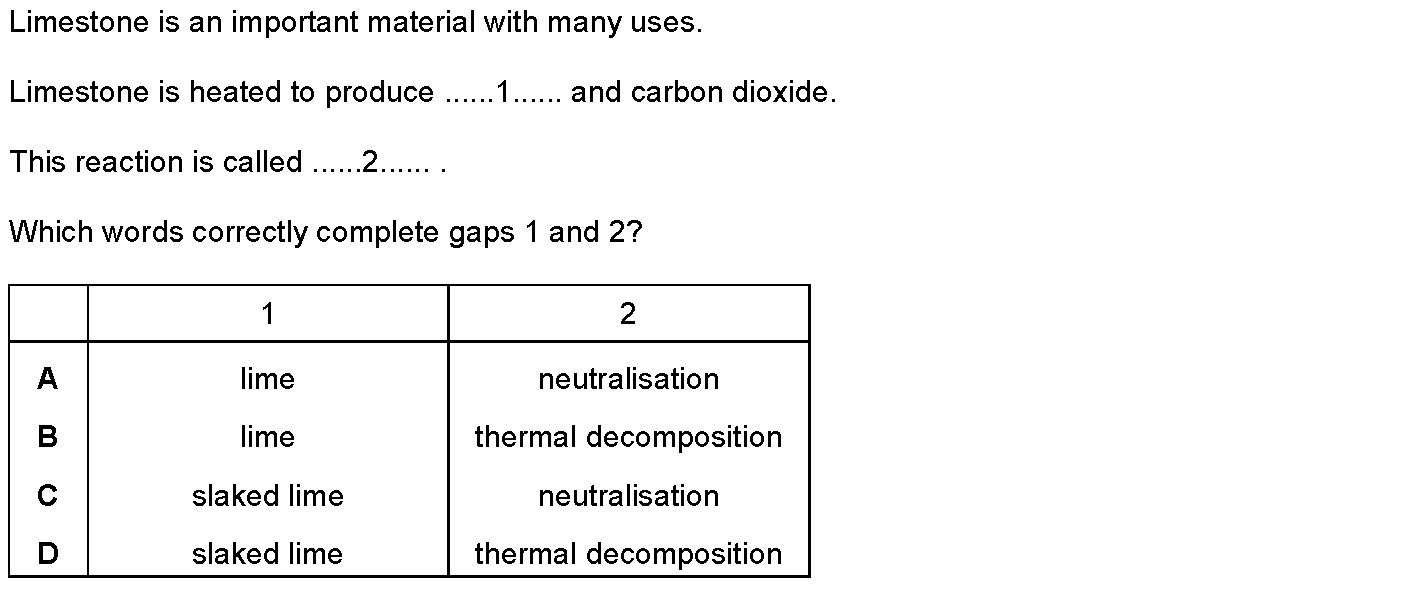 Limestone is an important material with many uses.
Limestone is heated to produce ......1...... and carbon dioxide.
This reaction is called ......2...... .
Which words correctly complete gaps 1 and 2?
1 2
A lime neutralisation
B lime thermal decomposition
C slaked lime neutralisation
D slaked lime thermal decomposition